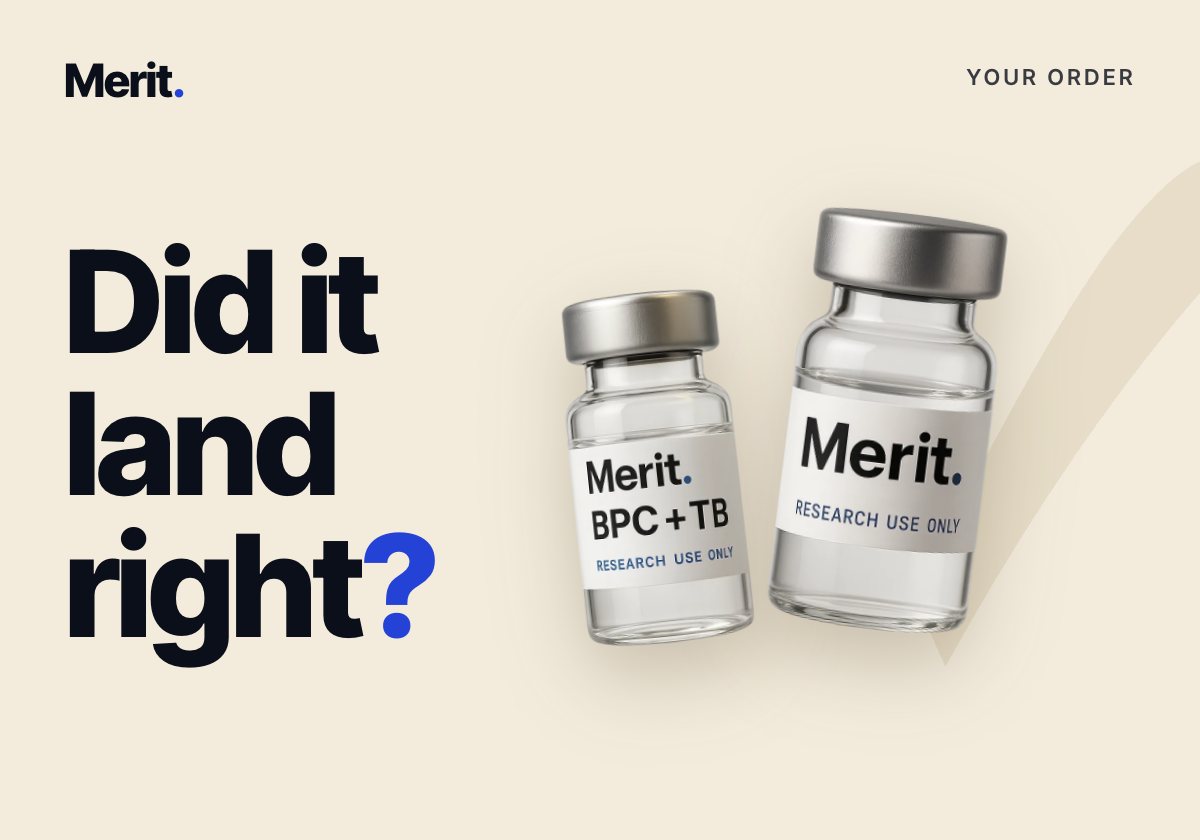 Merit.
YOUR ORDER
Did it
land
right?
Merit.
BPC + TB
RESEARCH USE ONLY
Merit.
RESEARCH USE ONLY